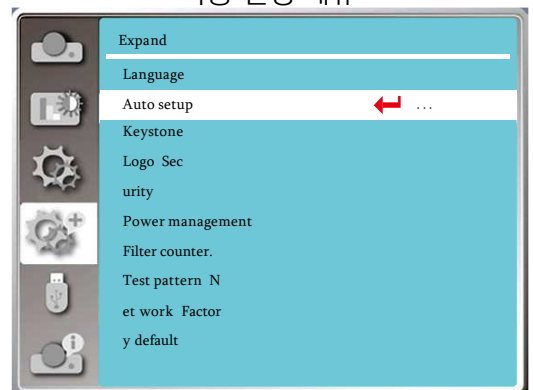 Expand
Language
Auto setup ...
Keystone
Logo Sec
urity
Power management
Filter counter.
Test pattern N
et work Factor
y default